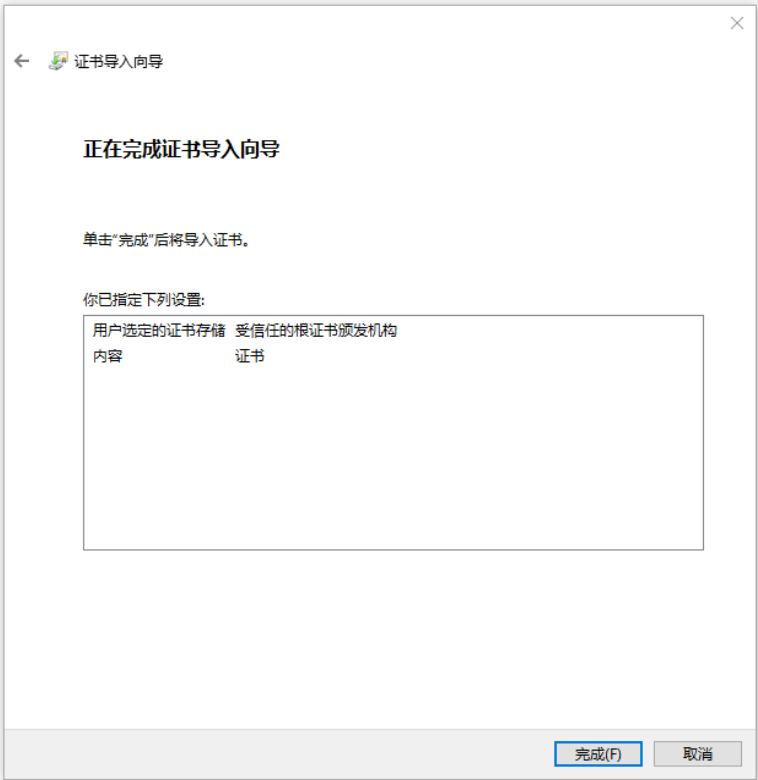 证书导入向导
正在完成证书导入向导
单击“完成”后将导入证书。
你已指定下列设置:
用户选定的证书存储 受信任的根证书颁发机构
内容 证书
完成(F) 取消